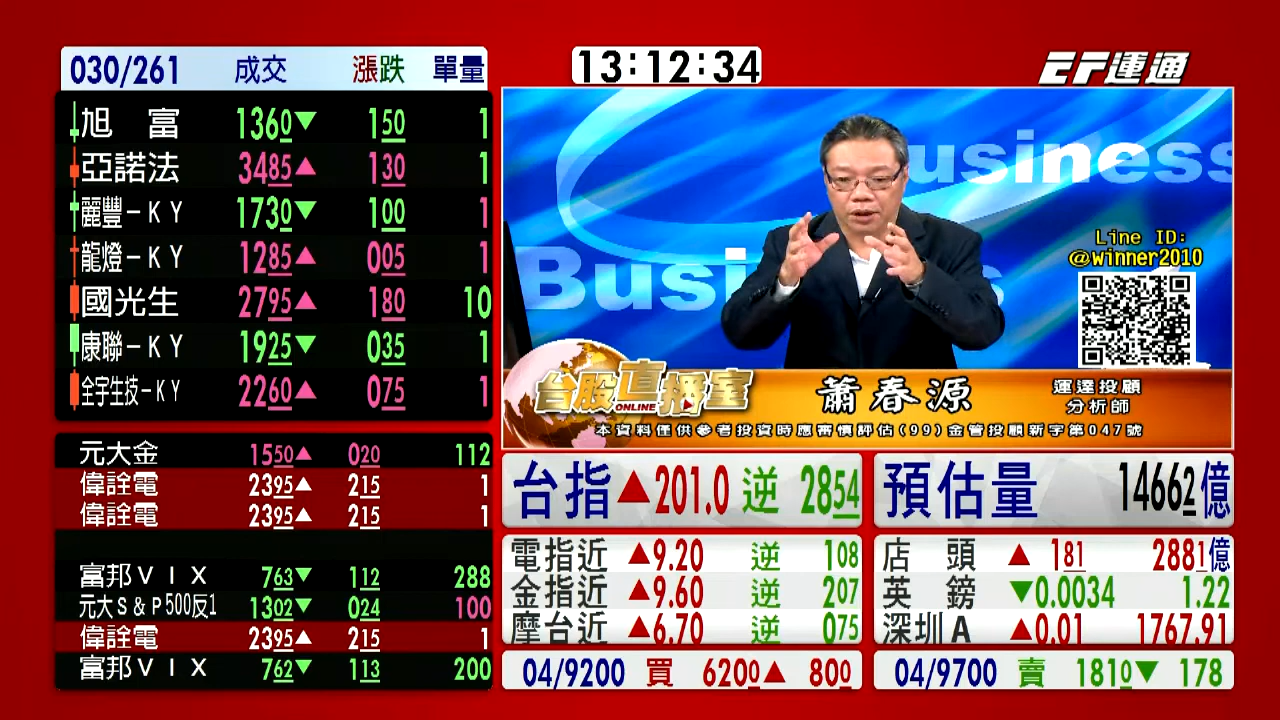 030/261 成交 漲跌 單量
旭 富 1360▼ 150 1
亞諾法 3485▲ 130 1
麗豐-KY 1730▼ 100 1
龍燈-KY 1285▲ 005 1
國光生 2795▲ 180 10
康聯-KY 1925▼ 035 1
全宇生技-KY 2260▲ 075 1
元大金 1550▲ 020 112
偉詮電 2395▲ 215 1
偉詮電 2395▲ 215 1
富邦VIX 763▼ 112 288
元大S&P500反1 1302▼ 024 100
偉詮電 2395▲ 215 1
富邦VIX 762▼ 113 200
13:12:34
EF運通
Business
Business
Line ID:
@winner2010
台股直播室
ONLINE
蕭春源
運達投顧
分析師
本資料僅供參考投資時應審慎評估(99)金管投顧新字第047號
台指▲201.0 逆 2854
預估量 14662億
電指近 ▲9.20 逆 108
金指近 ▲9.60 逆 207
摩台近 ▲6.70 逆 075
店 頭 ▲ 181 2881億
英 鎊 ▼0.0034 1.22
深圳A ▲0.01 1767.91
04/9200 買 6200▲ 800
04/9700 賣 1810▼ 178